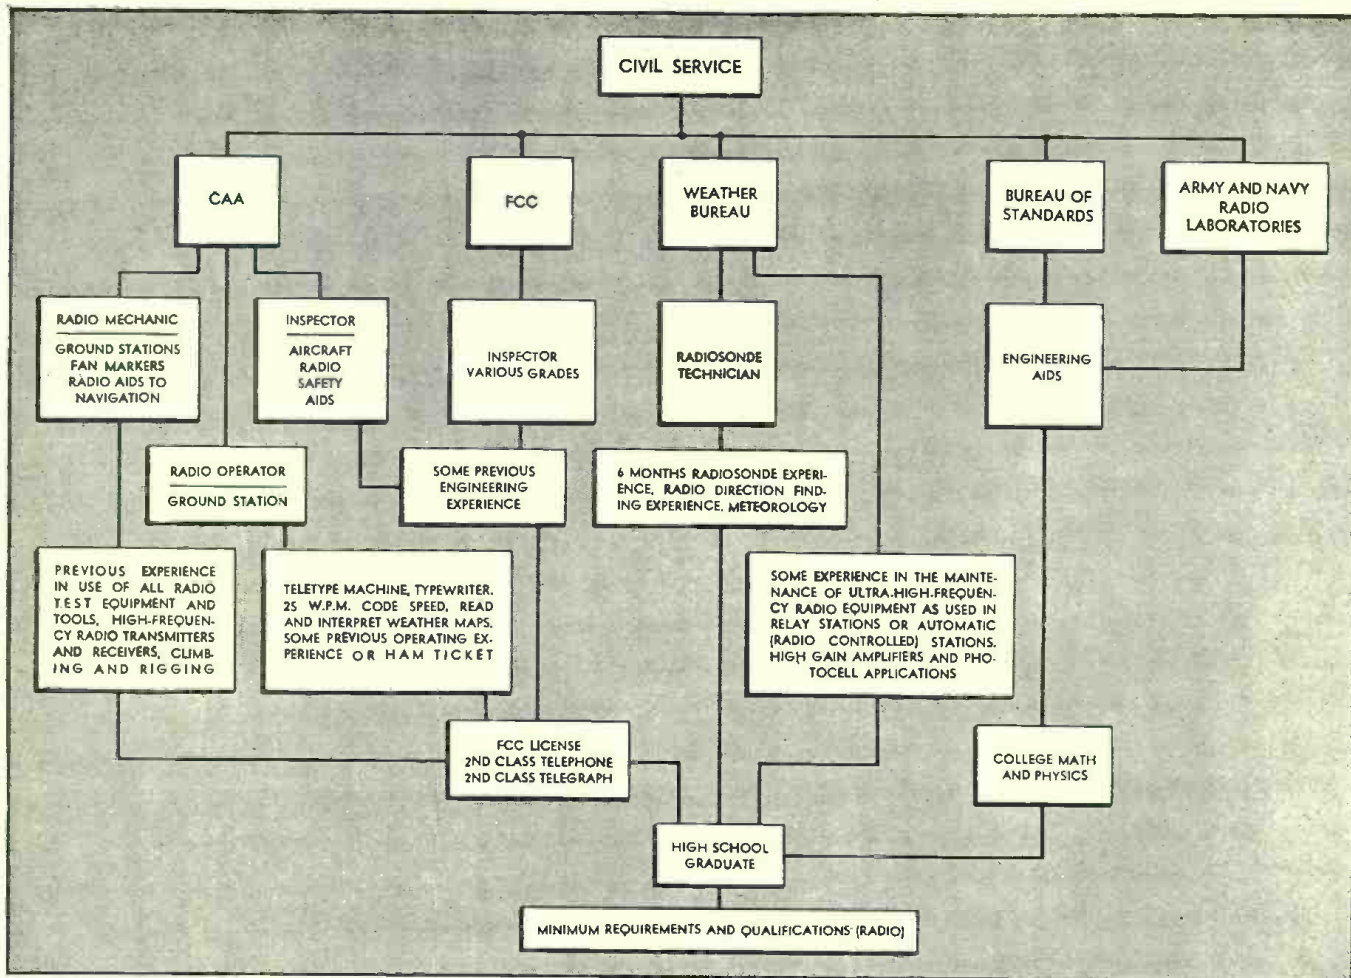 CIVIL SERVICE
CAA
FCC
WEATHER
BUREAU
BUREAU OF
STANDARDS
ARMY AND NAVY
RADIO
LABORATORIES
RADIO MECHANIC
GROUND STATIONS
FAN MARKERS
RADIO AIDS TO
NAVIGATION
INSPECTOR
AIRCRAFT
RADIO
SAFETY
AIDS
INSPECTOR
VARIOUS GRADES
RADIOSONDE
TECHNICIAN
ENGINEERING
AIDS
RADIO OPERATOR
GROUND STATION
SOME PREVIOUS
ENGINEERING
EXPERIENCE
6 MONTHS RADIOSONDE EXPERI-
ENCE, RADIO DIRECTION FIND-
ING EXPERIENCE, METEOROLOGY
PREVIOUS EXPERIENCE
IN USE OF ALL RADIO
TEST EQUIPMENT AND
TOOLS, HIGH-FREQUEN-
CY RADIO TRANSMITTERS
AND RECEIVERS, CLIMB-
ING AND RIGGING
TELETYPE MACHINE, TYPEWRITER.
25 W.P.M. CODE SPEED, READ
AND INTERPRET WEATHER MAPS.
SOME PREVIOUS OPERATING EX-
PERIENCE OR HAM TICKET
SOME EXPERIENCE IN THE MAINTE-
NANCE OF ULTRA-HIGH-FREQUEN-
CY RADIO EQUIPMENT AS USED IN
RELAY STATIONS OR AUTOMATIC
(RADIO CONTROLLED) STATIONS.
HIGH GAIN AMPLIFIERS AND PHO-
TOCELL APPLICATIONS
FCC LICENSE
2ND CLASS TELEPHONE
2ND CLASS TELEGRAPH
COLLEGE MATH
AND PHYSICS
HIGH SCHOOL
GRADUATE
MINIMUM REQUIREMENTS AND QUALIFICATIONS (RADIO)